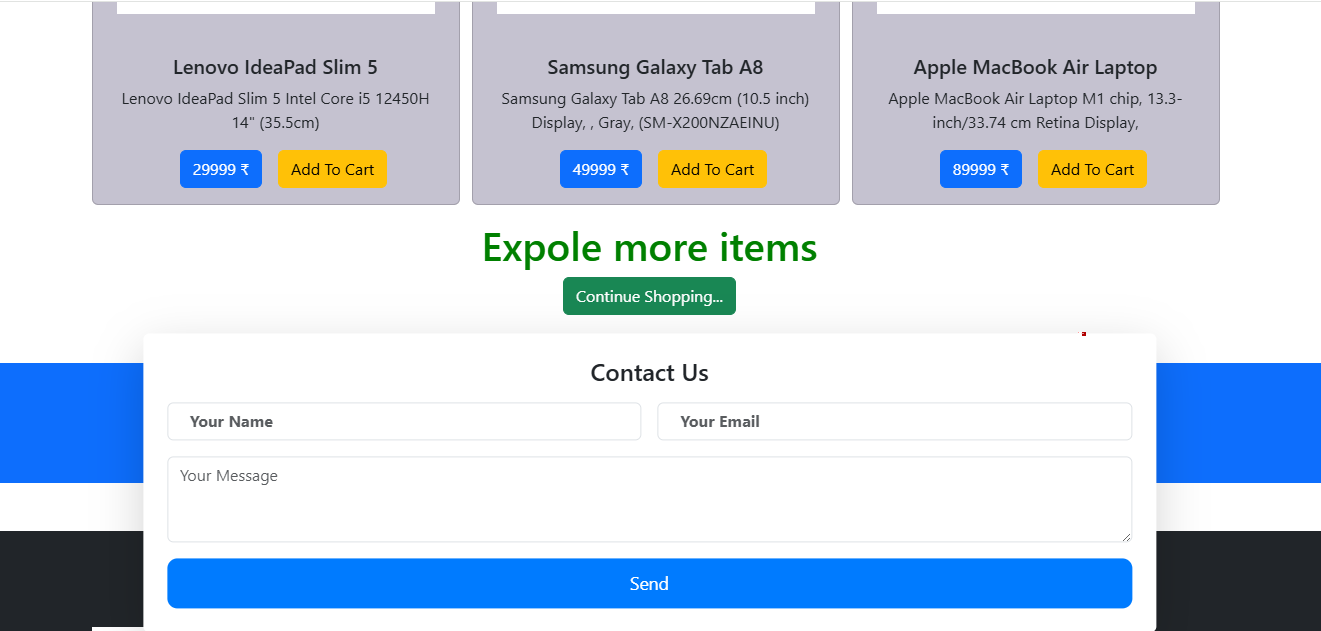 Lenovo IdeaPad Slim 5
Lenovo IdeaPad Slim 5 Intel Core i5 12450H
14" (35.5cm)
29999 ₹ Add To Cart
Samsung Galaxy Tab A8
Samsung Galaxy Tab A8 26.69cm (10.5 inch)
Display, , Gray, (SM-X200NZAEINU)
49999 ₹ Add To Cart
Apple MacBook Air Laptop
Apple MacBook Air Laptop M1 chip, 13.3-
inch/33.74 cm Retina Display,
89999 ₹ Add To Cart
Expole more items
Continue Shopping...
Contact Us
Your Name
Your Email
Your Message
Send